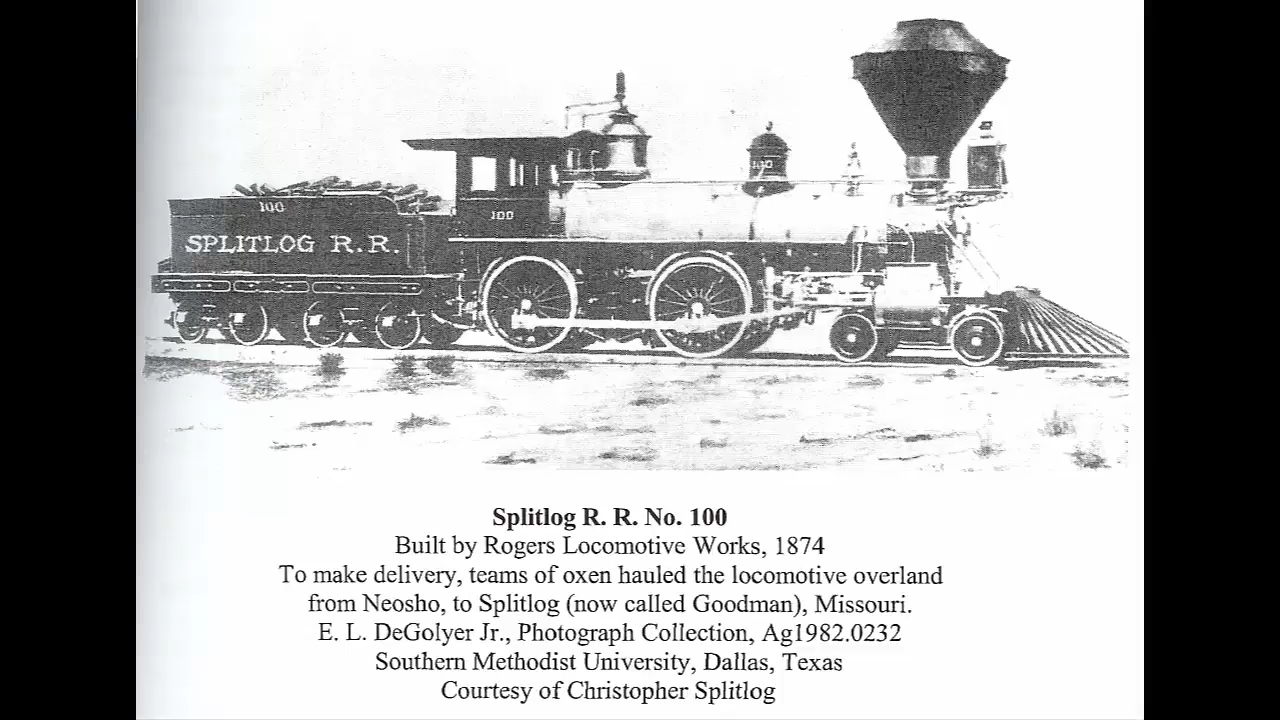 100
100
100
SPLITLOG R. R.
Splitlog R. R. No. 100
Built by Rogers Locomotive Works, 1874
To make delivery, teams of oxen hauled the locomotive overland
from Neosho, to Splitlog (now called Goodman), Missouri.
E. L. DeGolyer Jr., Photograph Collection, Ag1982.0232
Southern Methodist University, Dallas, Texas
Courtesy of Christopher Splitlog